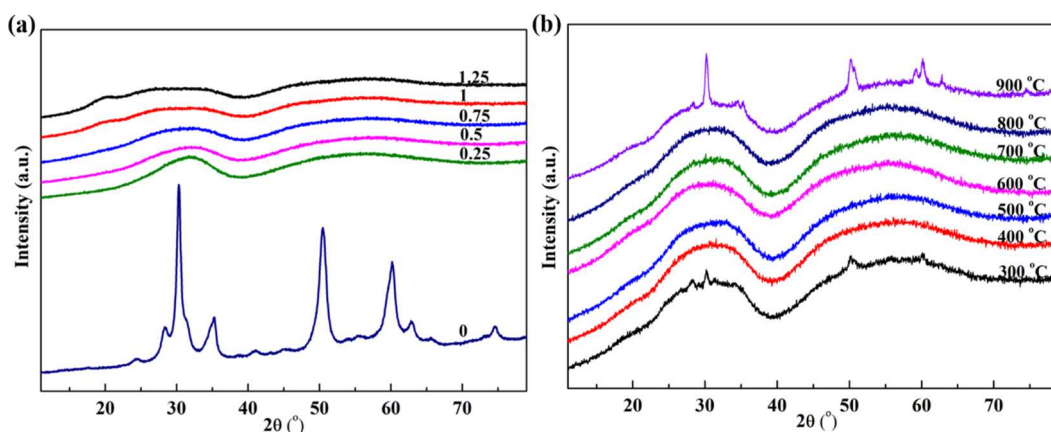 (a)
1.25
1
0.75
0.5
0.25
0
Intensity (a.u.)
20 30 40 50 60 70
2θ (°)
(b)
900 °C
800 °C
700 °C
600 °C
500 °C
400 °C
300 °C
Intensity (a.u.)
20 30 40 50 60 70
2θ (°)